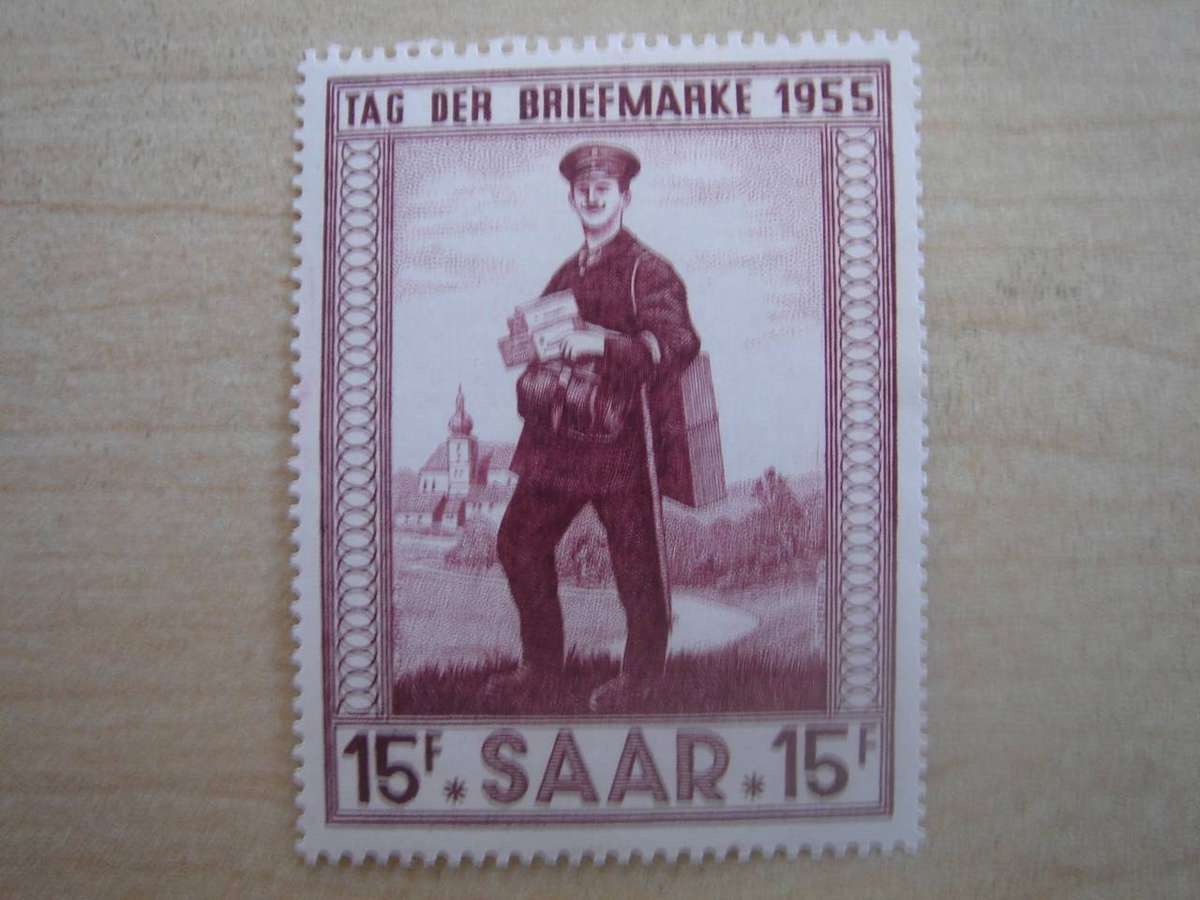 TAG DER BRIEFMARKE 1955
15F * SAAR * 15F